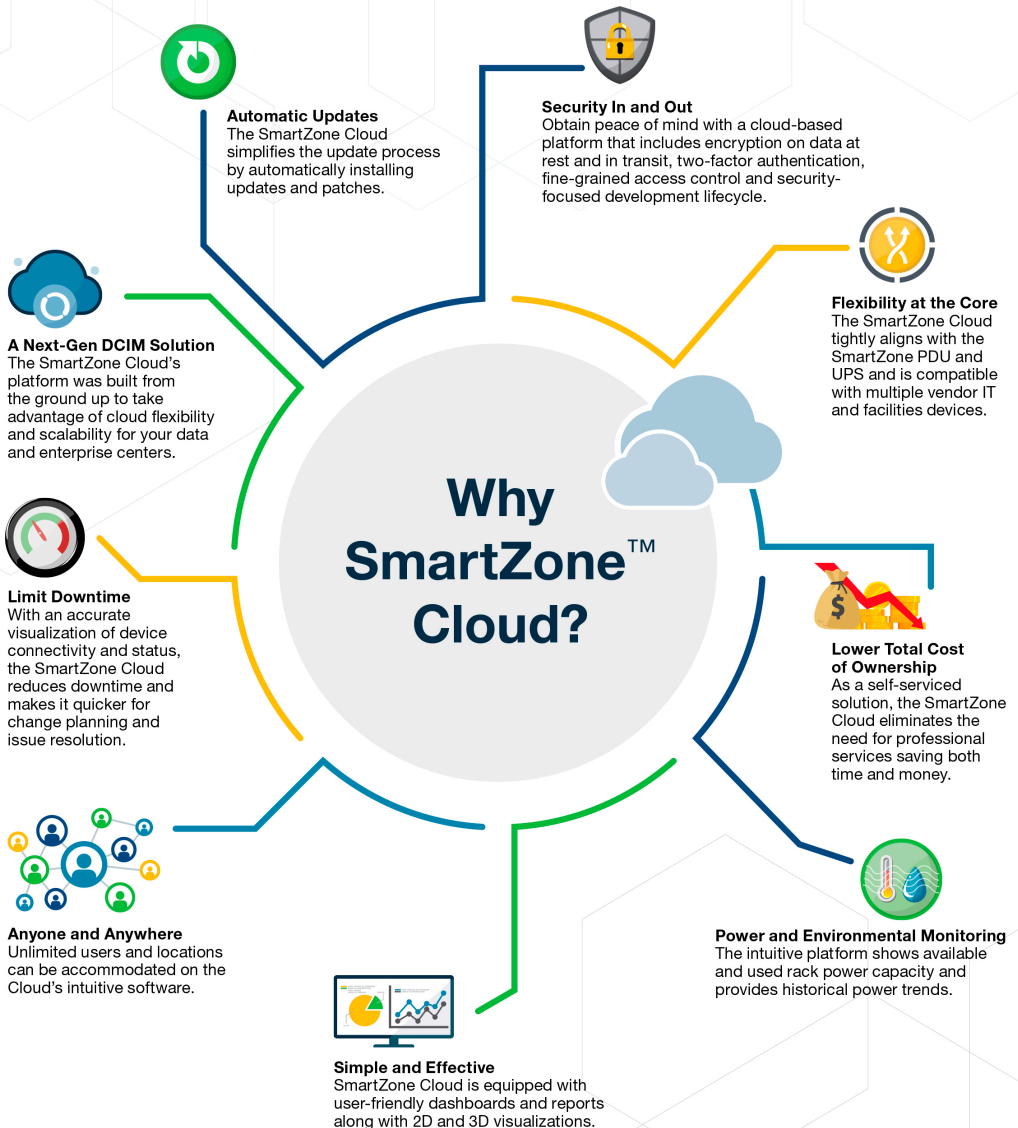 Automatic Updates
The SmartZone Cloud
simplifies the update process
by automatically installing
updates and patches.
Security In and Out
Obtain peace of mind with a cloud-based
platform that includes encryption on data at
rest and in transit, two-factor authentication,
fine-grained access control and security-
focused development lifecycle.
Flexibility at the Core
The SmartZone Cloud
tightly aligns with the
SmartZone PDU and
UPS and is compatible
with multiple vendor IT
and facilities devices.
A Next-Gen DCIM Solution
The SmartZone Cloud's
platform was built from
the ground up to take
advantage of cloud flexibility
and scalability for your data
and enterprise centers.
Why
SmartZone™
Cloud?
Limit Downtime
With an accurate
visualization of device
connectivity and status,
the SmartZone Cloud
reduces downtime and
makes it quicker for
change planning and
issue resolution.
$
Lower Total Cost
of Ownership
As a self-serviced
solution, the SmartZone
Cloud eliminates the
need for professional
services saving both
time and money.
Anyone and Anywhere
Unlimited users and locations
can be accommodated on the
Cloud's intuitive software.
Power and Environmental Monitoring
The intuitive platform shows available
and used rack power capacity and
provides historical power trends.
Simple and Effective
SmartZone Cloud is equipped with
user-friendly dashboards and reports
along with 2D and 3D visualizations.